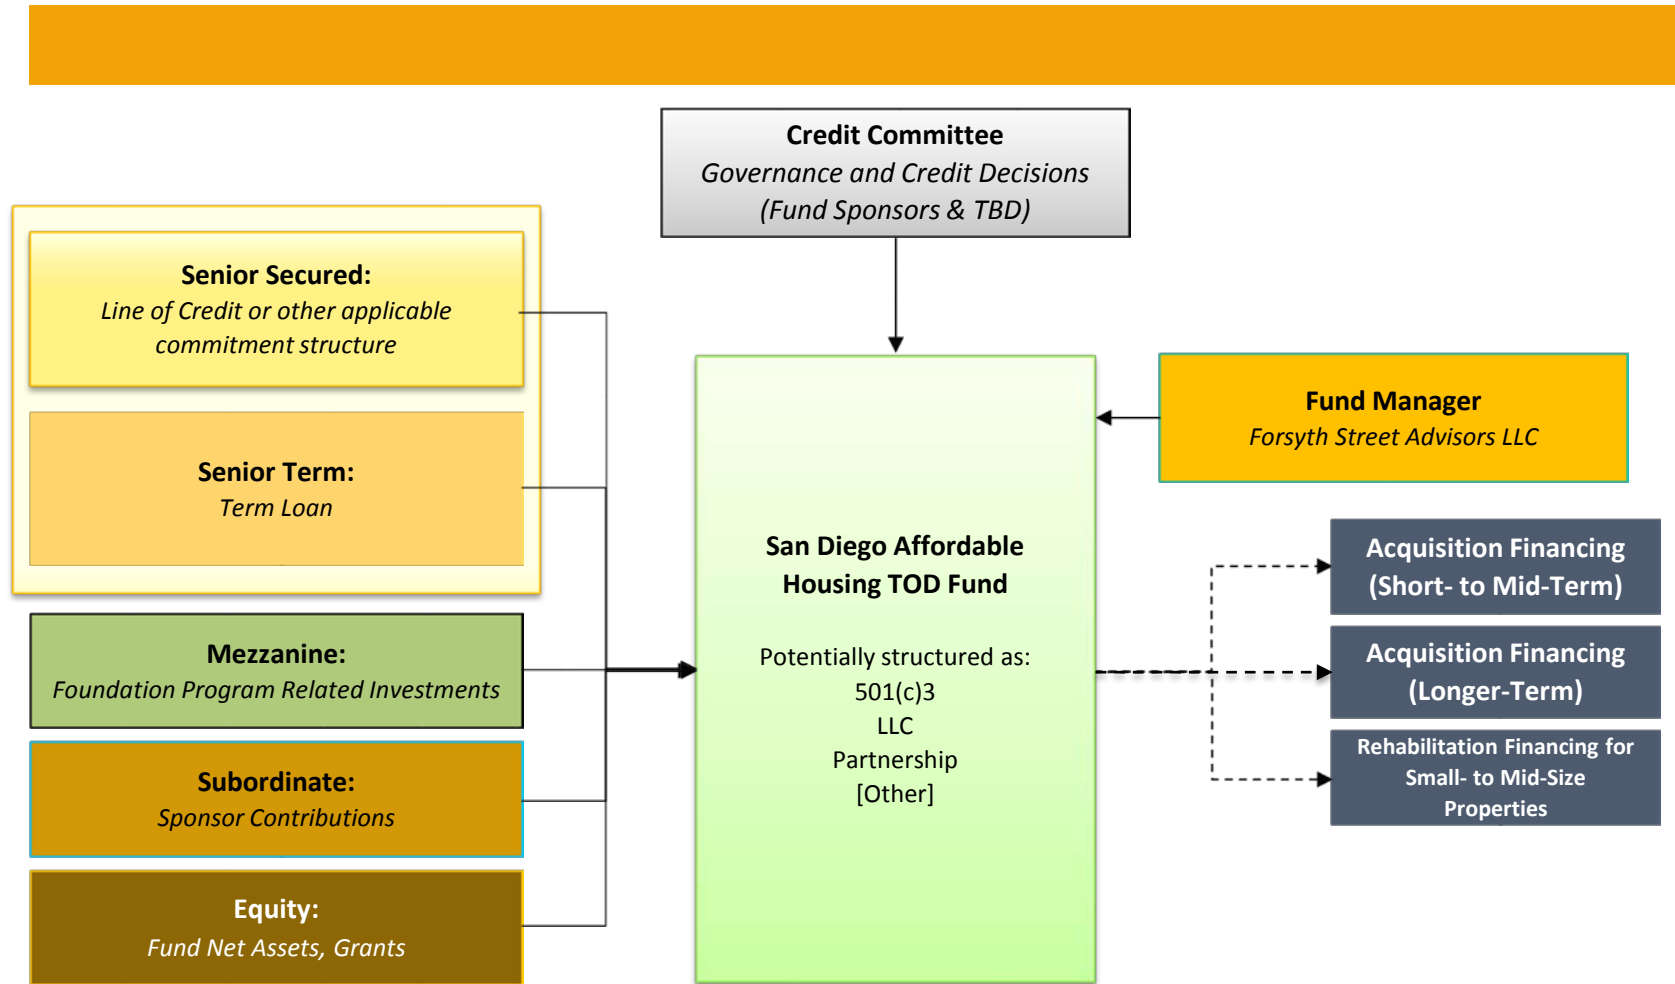 Credit Committee
Governance and Credit Decisions
(Fund Sponsors & TBD)
Senior Secured:
Line of Credit or other applicable
commitment structure
Senior Term:
Term Loan
Mezzanine:
Foundation Program Related Investments
Subordinate:
Sponsor Contributions
Equity:
Fund Net Assets, Grants
San Diego Affordable
Housing TOD Fund
Potentially structured as:
501(c)3
LLC
Partnership
[Other]
Fund Manager
Forsyth Street Advisors LLC
Acquisition Financing
(Short- to Mid-Term)
Acquisition Financing
(Longer-Term)
Rehabilitation Financing for
Small- to Mid-Size
Properties